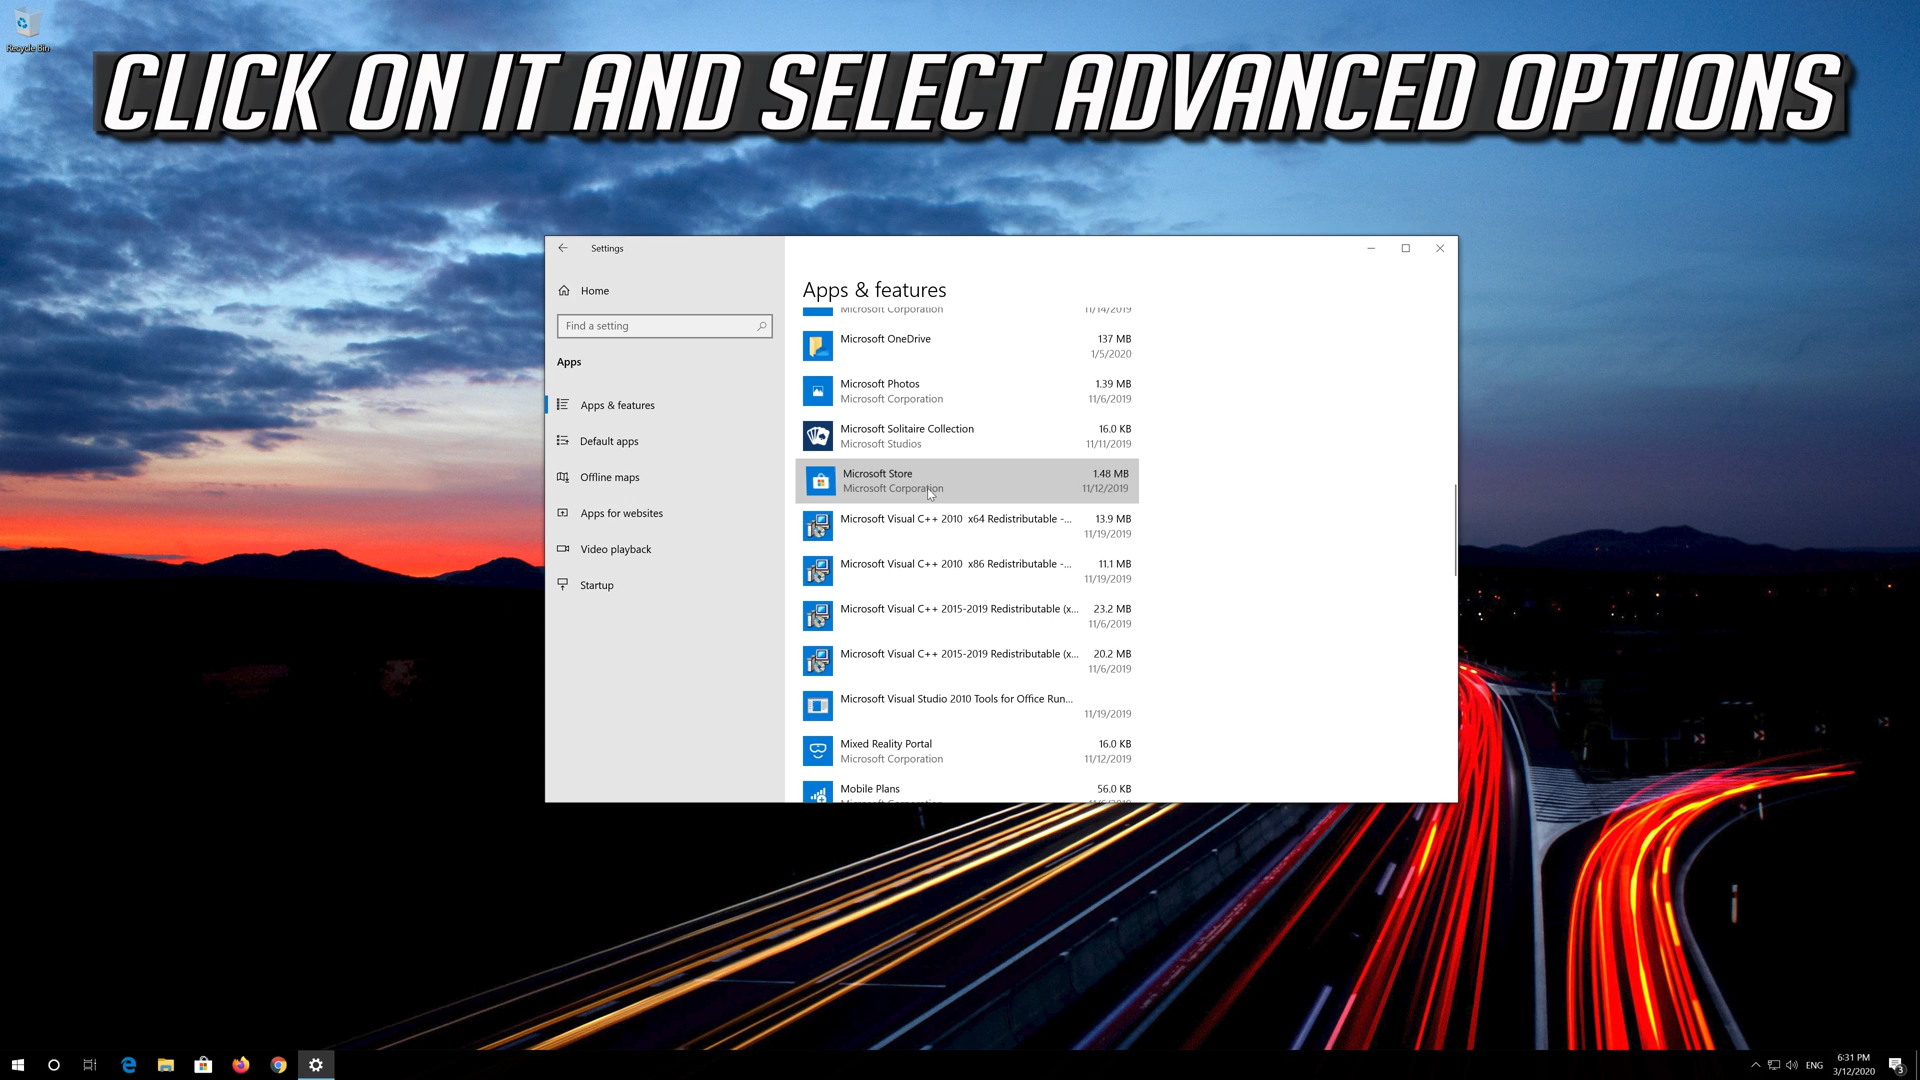 Recycle Bin
CLICK ON IT AND SELECT ADVANCED OPTIONS
Settings
Home
Find a setting
Apps
Apps & features
Default apps
Offline maps
Apps for websites
Video playback
Startup
Apps & features
Microsoft Corporation 11/14/2019
Microsoft OneDrive 137 MB
1/5/2020
Microsoft Photos 1.39 MB
Microsoft Corporation 11/6/2019
Microsoft Solitaire Collection 16.0 KB
Microsoft Studios 11/11/2019
Microsoft Store 1.48 MB
Microsoft Corporation 11/12/2019
Microsoft Visual C++ 2010 x64 Redistributable -... 13.9 MB
11/19/2019
Microsoft Visual C++ 2010 x86 Redistributable -... 11.1 MB
11/19/2019
Microsoft Visual C++ 2015-2019 Redistributable (x... 23.2 MB
11/6/2019
Microsoft Visual C++ 2015-2019 Redistributable (x... 20.2 MB
11/6/2019
Microsoft Visual Studio 2010 Tools for Office Run...
11/19/2019
Mixed Reality Portal 16.0 KB
Microsoft Corporation 11/12/2019
Mobile Plans 56.0 KB
ENG
6:31 PM
3/12/2020
3